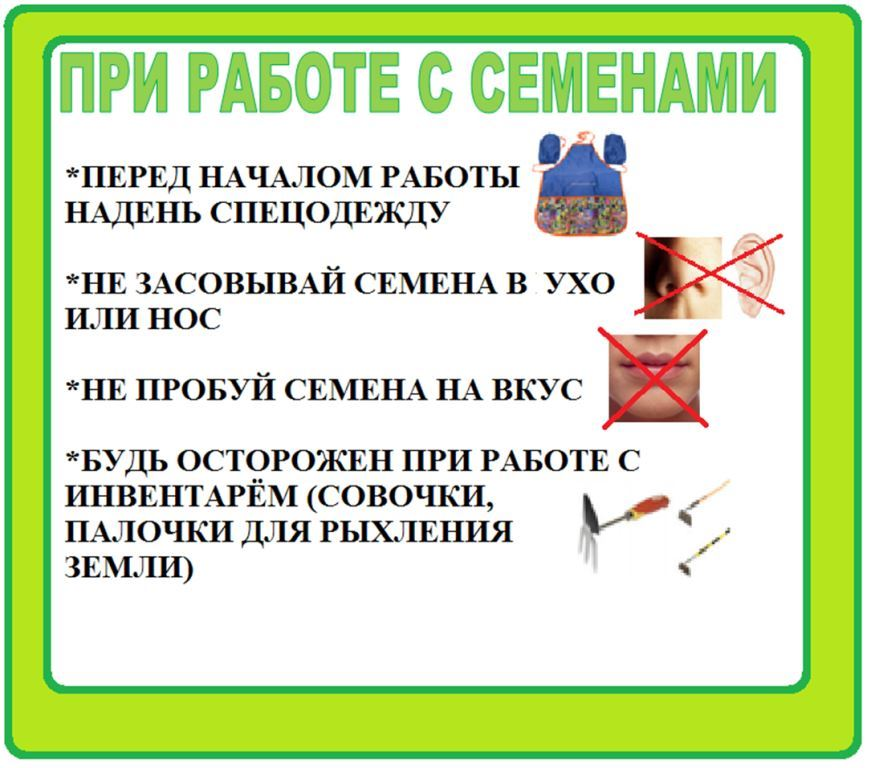 ПРИ РАБОТЕ С СЕМЕНАМИ
*ПЕРЕД НАЧАЛОМ РАБОТЫ
НАДЕНЬ СПЕЦОДЕЖДУ
*НЕ ЗАСОВЫВАЙ СЕМЕНА В УХО
ИЛИ НОС
*НЕ ПРОБУЙ СЕМЕНА НА ВКУС
*БУДЬ ОСТОРОЖЕН ПРИ РАБОТЕ С
ИНВЕНТАРЁМ (СОВОЧКИ,
ПАЛОЧКИ ДЛЯ РЫХЛЕНИЯ
ЗЕМЛИ)